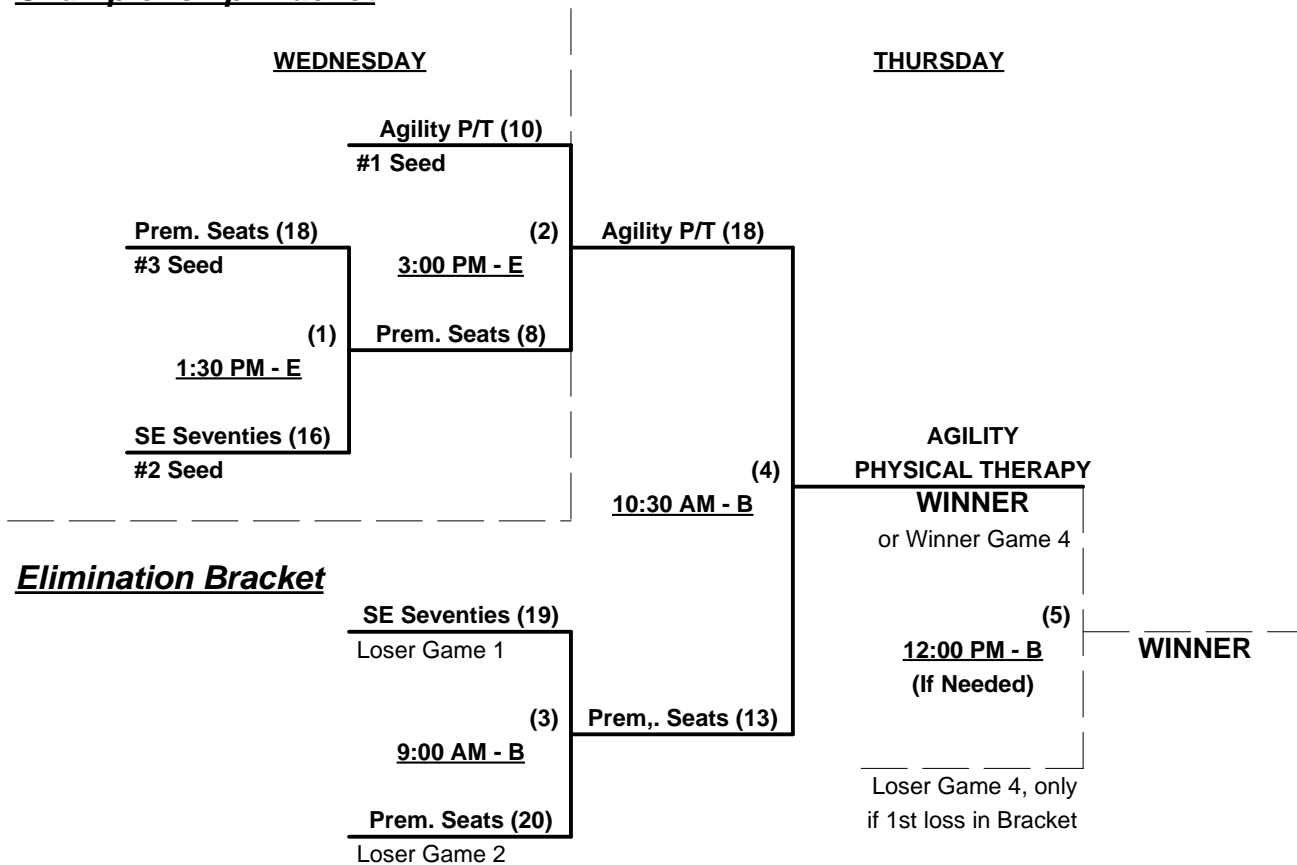 WEDNESDAY
THURSDAY
Agility P/T (10)
#1 Seed
Prem. Seats (18)
#3 Seed
(2)
3:00 PM - E
Agility P/T (18)
(1)
1:30 PM - E
Prem. Seats (8)
SE Seventies (16)
#2 Seed
(4)
10:30 AM - B
AGILITY
PHYSICAL THERAPY
WINNER
or Winner Game 4
Elimination Bracket
SE Seventies (19)
Loser Game 1
(5)
12:00 PM - B
(If Needed)
WINNER
(3)
9:00 AM - B
Prem,. Seats (13)
Loser Game 4, only
if 1st loss in Bracket
Prem. Seats (20)
Loser Game 2